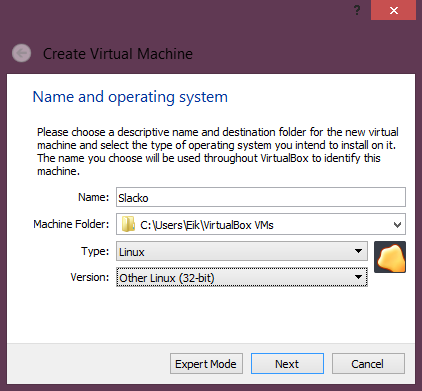 ?
Create Virtual Machine
Name and operating system
Please choose a descriptive name and destination folder for the new virtual
machine and select the type of operating system you intend to install on it.
The name you choose will be used throughout VirtualBox to identify this
machine.
Name: Slacko
Machine Folder: C:\Users\Eik\VirtualBox VMs
Type: Linux
Version: Other Linux (32-bit)
Expert Mode Next Cancel